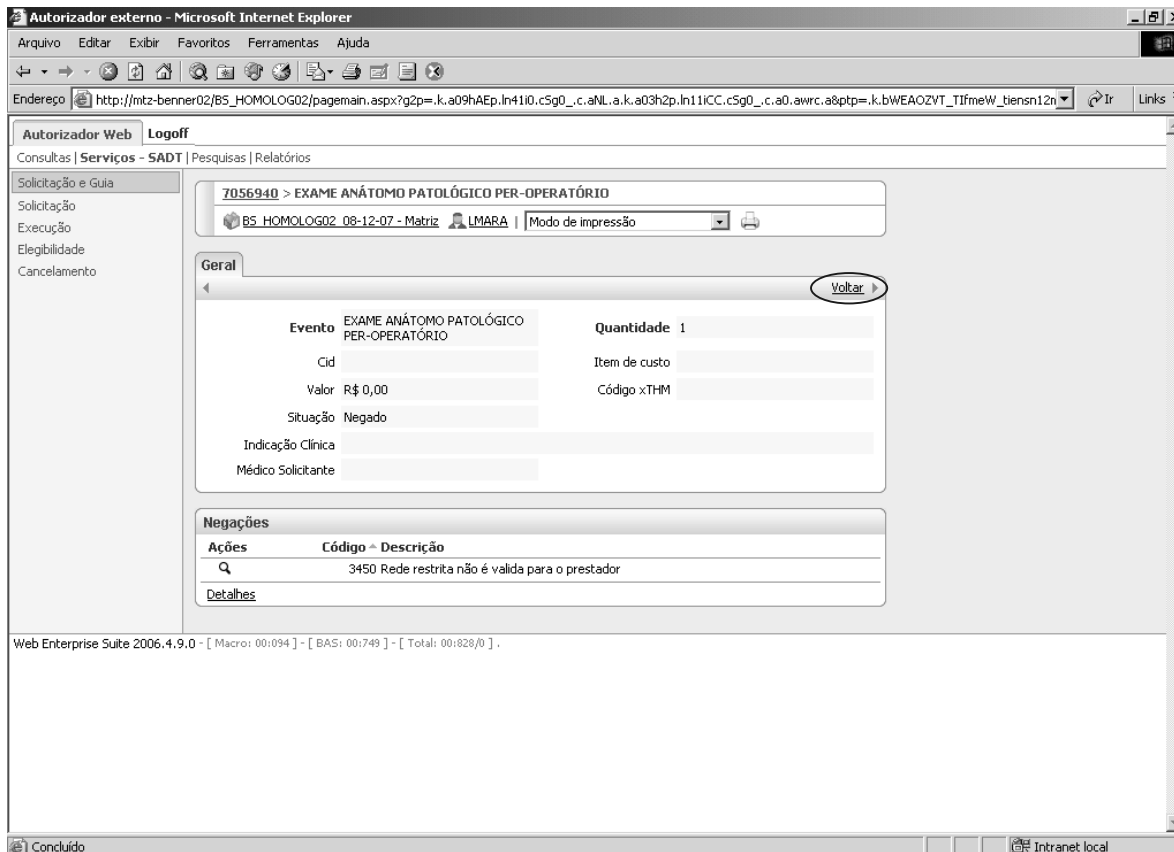 Autorizador externo - Microsoft Internet Explorer
Arquivo Editar Exibir Favoritos Ferramentas Ajuda
Endereço http://mtz-benner02/BS_HOMOLOG02/pagemain.aspx?g2p=.k.a09hAEp.ln41i0.cSg0_.c.aNL.a.k.a03h2p.ln11iCC.cSg0_.c.a0.awrc.a&ptp=.k.bWEAOZVT_TIfmeW_tiensn12n Ir Links
Autorizador Web Logoff
Consultas | Serviços - SADT | Pesquisas | Relatórios
Solicitação e Guia
Solicitação
Execução
Elegibilidade
Cancelamento
7056940 > EXAME ANÁTOMO PATOLÓGICO PER-OPERATÓRIO
BS_HOMOLOG02_08-12-07 - Matriz LMARA | Modo de impressão
Geral
Voltar
Evento EXAME ANÁTOMO PATOLÓGICO PER-OPERATÓRIO Quantidade 1
Cid Item de custo
Valor R$ 0,00 Código xTHM
Situação Negado
Indicação Clínica
Médico Solicitante
Negações
Ações Código Descrição
3450 Rede restrita não é valida para o prestador
Detalhes
Web Enterprise Suite 2006.4.9.0 - [ Macro: 00:094 ] - [ BAS: 00:749 ] - [ Total: 00:828/0 ] .
Concluído Intranet local